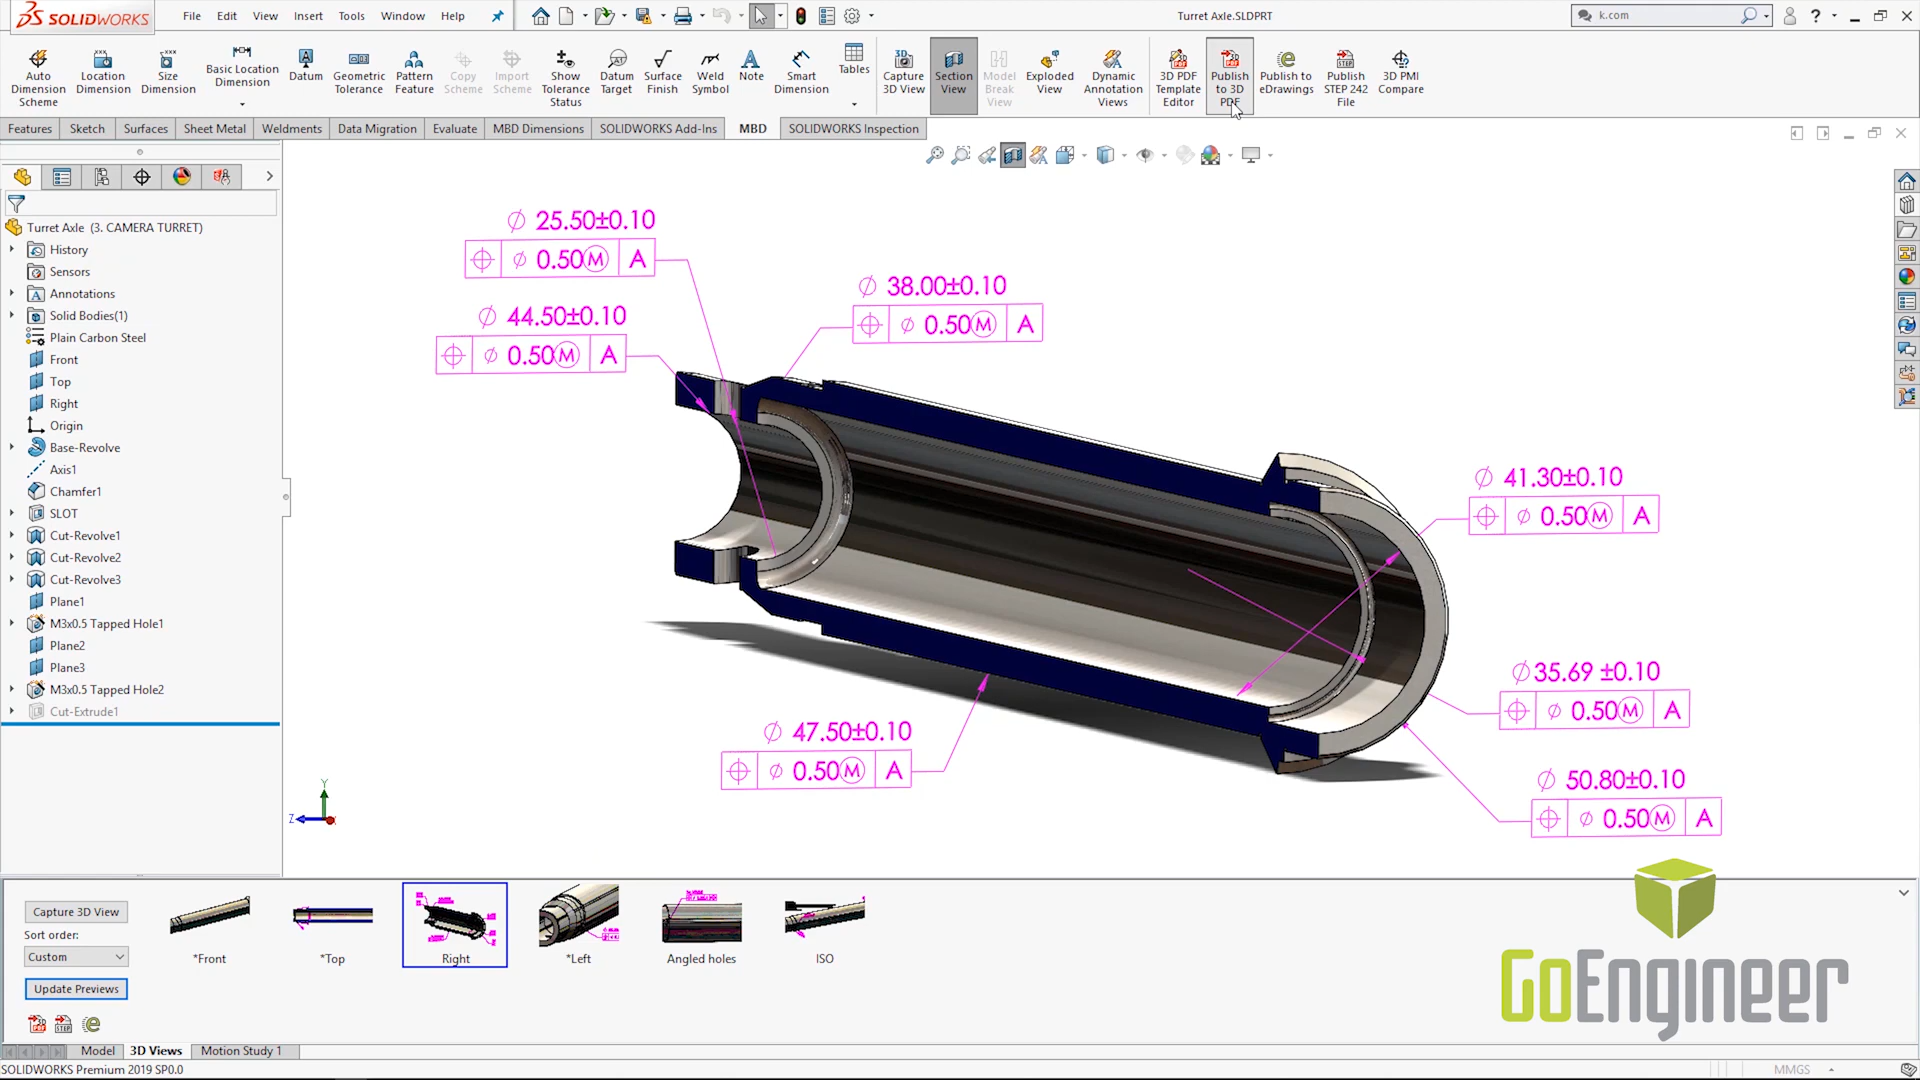 SOLIDWORKS File Edit View Insert Tools Window Help Turret Axle.SLDPRT k.com
Auto Dimension Scheme
Location Dimension
Size Dimension
Basic Location Dimension
Datum
Geometric Tolerance
Pattern Feature
Copy Scheme
Import Scheme
Show Tolerance Status
Datum Target
Surface Finish
Weld Symbol
Note
Smart Dimension
Tables
Capture 3D View
Section View
Model Break View
Exploded View
Dynamic Annotation Views
3D PDF Template Editor
Publish to 3D PDF
Publish to eDrawings
Publish STEP 242 File
3D PMI Compare
Features Sketch Surfaces Sheet Metal Weldments Data Migration Evaluate MBD Dimensions SOLIDWORKS Add-Ins MBD SOLIDWORKS Inspection
Turret Axle (3. CAMERA TURRET)
History
Sensors
Annotations
Solid Bodies(1)
Plain Carbon Steel
Front
Top
Right
Origin
Base-Revolve
Axis1
Chamfer1
SLOT
Cut-Revolve1
Cut-Revolve2
Cut-Revolve3
Plane1
M3x0.5 Tapped Hole1
Plane2
Plane3
M3x0.5 Tapped Hole2
Cut-Extrude1
∅ 25.50±0.10
⌖ ∅ 0.50Ⓜ A
∅ 44.50±0.10
⌖ ∅ 0.50Ⓜ A
∅ 38.00±0.10
⌖ ∅ 0.50Ⓜ A
∅ 41.30±0.10
⌖ ∅ 0.50Ⓜ A
∅35.69 ±0.10
⌖ ∅ 0.50Ⓜ A
∅ 47.50±0.10
⌖ ∅ 0.50Ⓜ A
∅ 50.80±0.10
⌖ ∅ 0.50Ⓜ A
Y
Z
Capture 3D View
Sort order:
Custom
Update Previews
*Front *Top Right *Left Angled holes ISO
GoEngineer
Model 3D Views Motion Study 1
SOLIDWORKS Premium 2019 SP0.0 MMGS